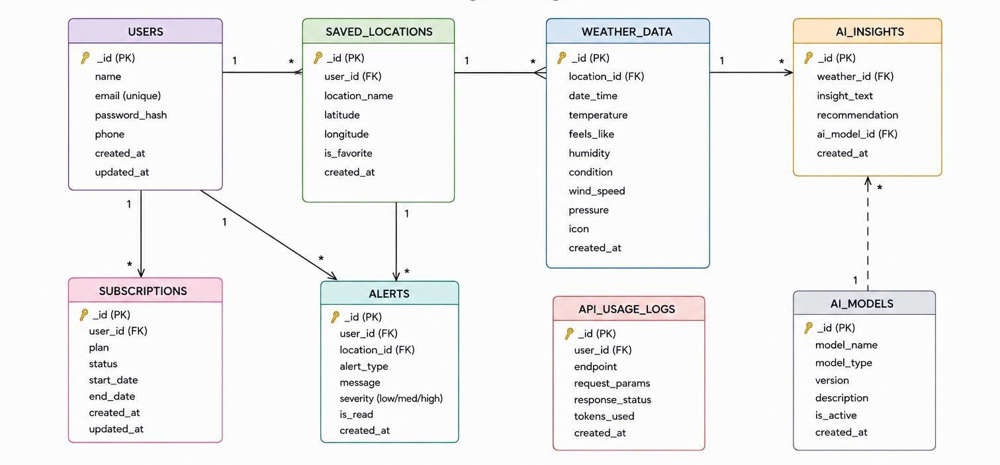 USERS
_id (PK)
name
email (unique)
password_hash
phone
created_at
updated_at
1
*
SAVED_LOCATIONS
_id (PK)
user_id (FK)
location_name
latitude
longitude
is_favorite
created_at
1
*
WEATHER_DATA
_id (PK)
location_id (FK)
date_time
temperature
feels_like
humidity
condition
wind_speed
pressure
icon
created_at
1
*
AI_INSIGHTS
_id (PK)
weather_id (FK)
insight_text
recommendation
ai_model_id (FK)
created_at
1
*
1
*
1
*
*
1
SUBSCRIPTIONS
_id (PK)
user_id (FK)
plan
status
start_date
end_date
created_at
updated_at
ALERTS
_id (PK)
user_id (FK)
location_id (FK)
alert_type
message
severity (low/med/high)
is_read
created_at
API_USAGE_LOGS
_id (PK)
user_id (FK)
endpoint
request_params
response_status
tokens_used
created_at
AI_MODELS
_id (PK)
model_name
model_type
version
description
is_active
created_at